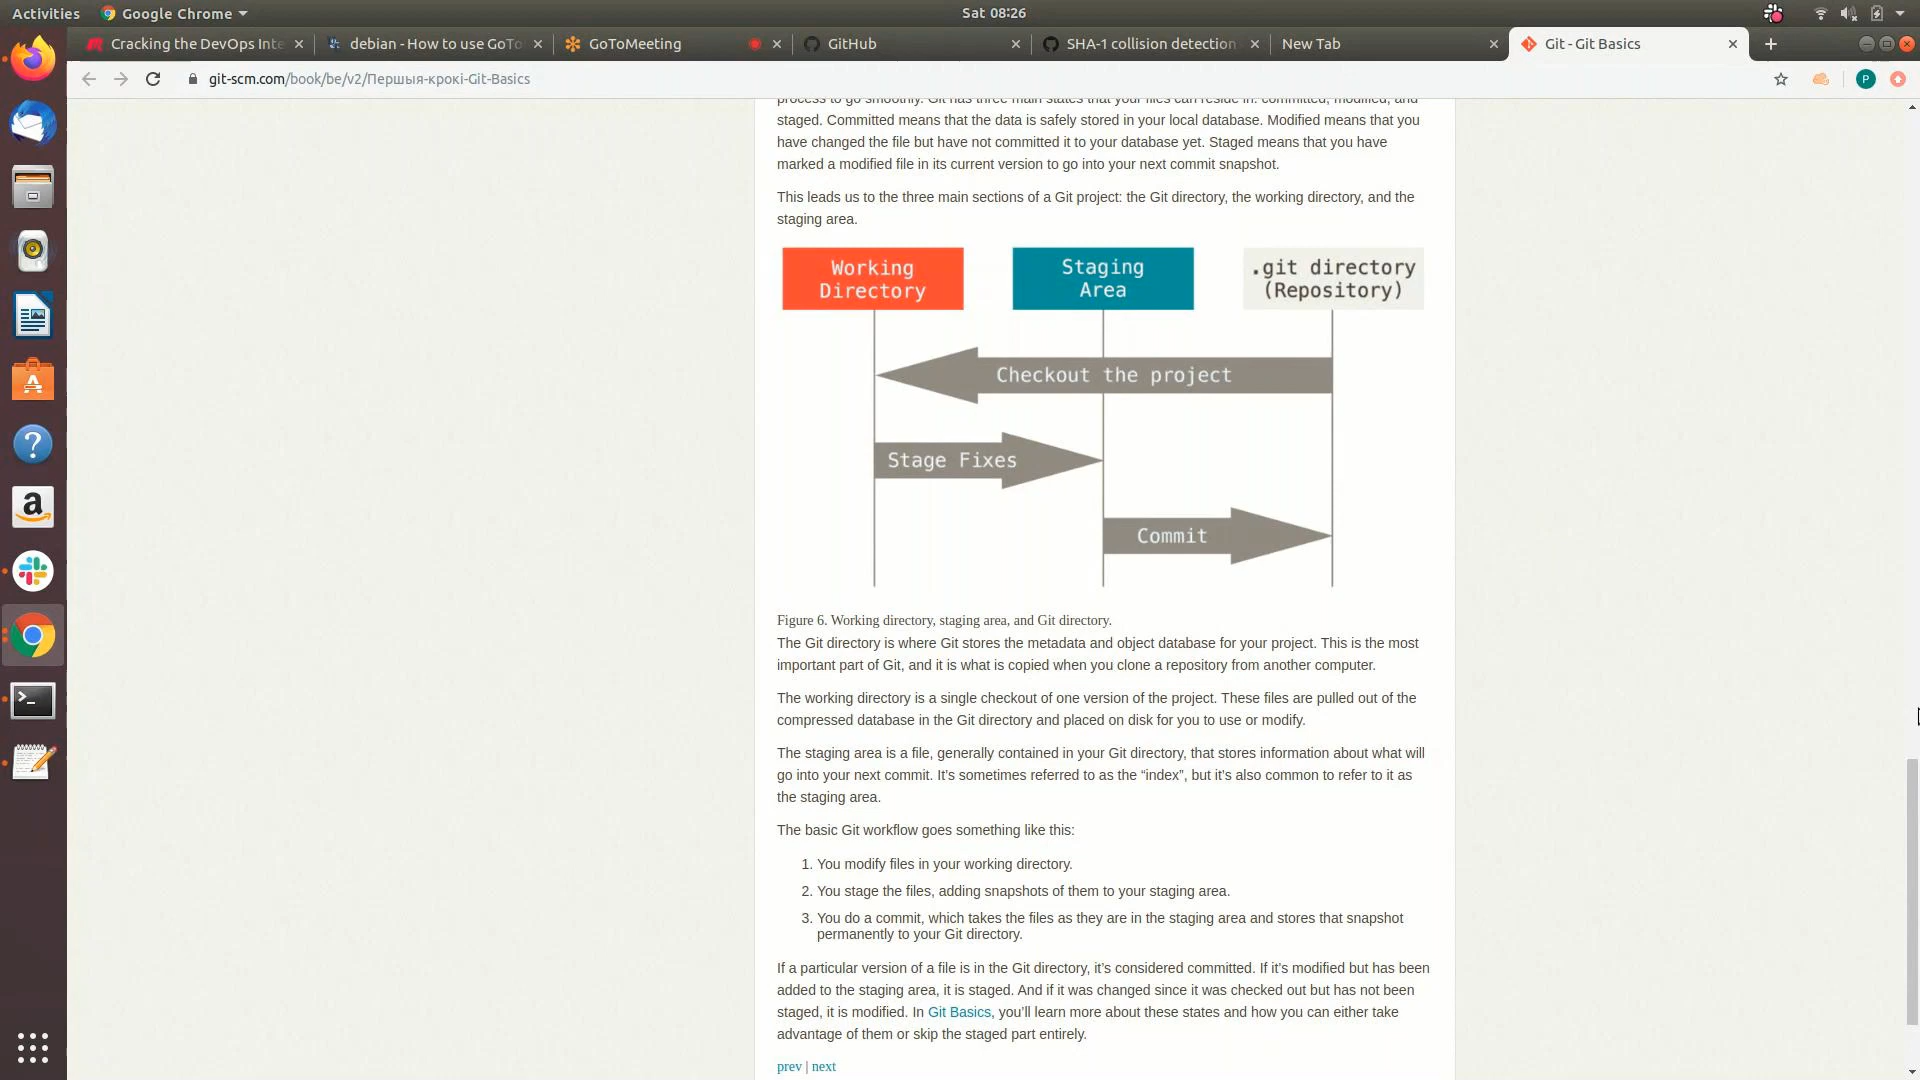 Activities
Google Chrome
Sat 08:26
Cracking the DevOps Inte
debian - How to use GoTo
GoToMeeting
GitHub
SHA-1 collision detection
New Tab
Git - Git Basics
git-scm.com/book/be/v2/Першыя-крокі-Git-Basics
P
process to go smoothly. Git has three main states that your files can reside in: committed, modified, and
staged. Committed means that the data is safely stored in your local database. Modified means that you
have changed the file but have not committed it to your database yet. Staged means that you have
marked a modified file in its current version to go into your next commit snapshot.
This leads us to the three main sections of a Git project: the Git directory, the working directory, and the
staging area.
Working
Directory
Staging
Area
.git directory
(Repository)
Checkout the project
Stage Fixes
Commit
Figure 6. Working directory, staging area, and Git directory.
The Git directory is where Git stores the metadata and object database for your project. This is the most
important part of Git, and it is what is copied when you clone a repository from another computer.
The working directory is a single checkout of one version of the project. These files are pulled out of the
compressed database in the Git directory and placed on disk for you to use or modify.
The staging area is a file, generally contained in your Git directory, that stores information about what will
go into your next commit. It’s sometimes referred to as the “index”, but it’s also common to refer to it as
the staging area.
The basic Git workflow goes something like this:
1. You modify files in your working directory.
2. You stage the files, adding snapshots of them to your staging area.
3. You do a commit, which takes the files as they are in the staging area and stores that snapshot
permanently to your Git directory.
If a particular version of a file is in the Git directory, it’s considered committed. If it’s modified but has been
added to the staging area, it is staged. And if it was changed since it was checked out but has not been
staged, it is modified. In Git Basics, you’ll learn more about these states and how you can either take
advantage of them or skip the staged part entirely.
prev | next